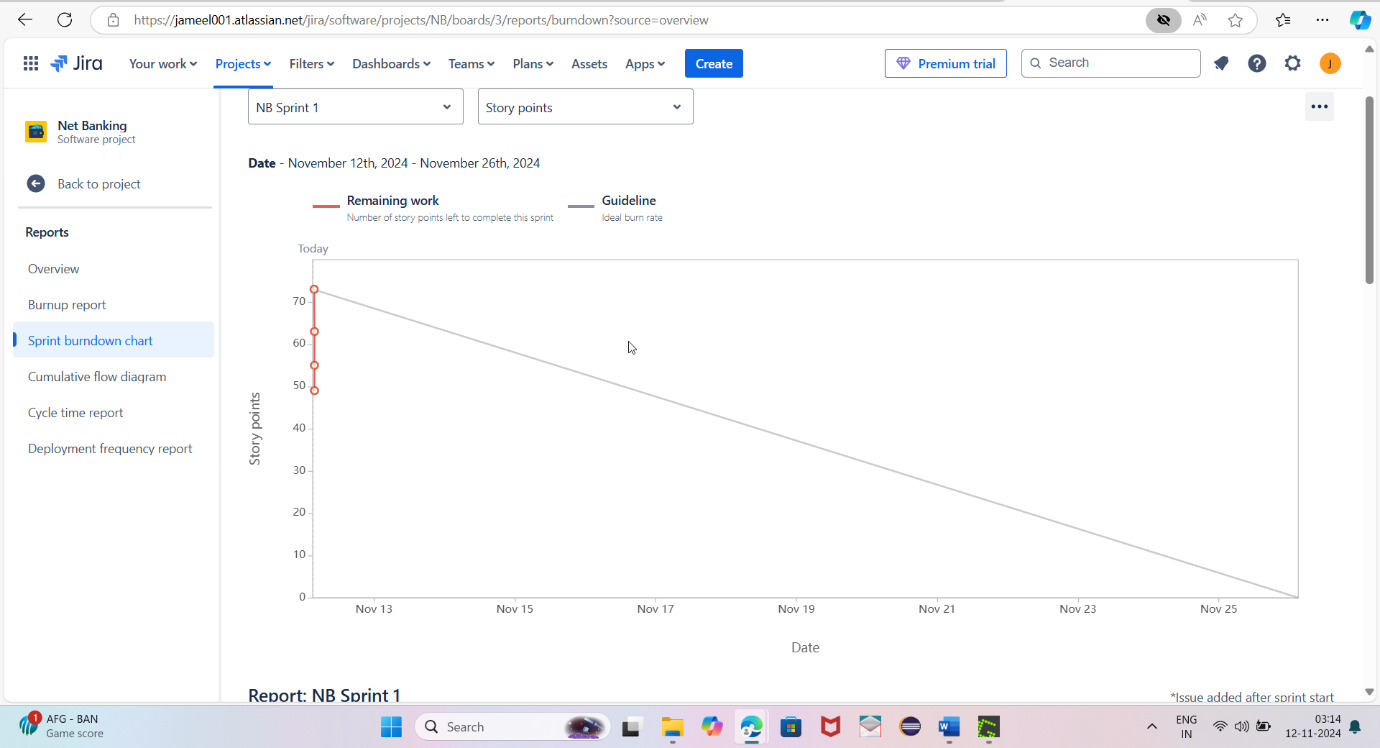 https://jameel001.atlassian.net/jira/software/projects/NB/boards/3/reports/burndown?source=overview
Jira Your work Projects Filters Dashboards Teams Plans Assets Apps Create Premium trial Search J
Net Banking
Software project
Back to project
Reports
Overview
Burnup report
Sprint burndown chart
Cumulative flow diagram
Cycle time report
Deployment frequency report
NB Sprint 1 Story points
Date - November 12th, 2024 - November 26th, 2024
Remaining work
Number of story points left to complete this sprint
Guideline
Ideal burn rate
Today
Story points
70
60
50
40
30
20
10
0
Nov 13 Nov 15 Nov 17 Nov 19 Nov 21 Nov 23 Nov 25
Date
Report: NB Sprint 1
*Issue added after sprint start
1
AFG - BAN
Game score
Search
ENG
IN
03:14
12-11-2024